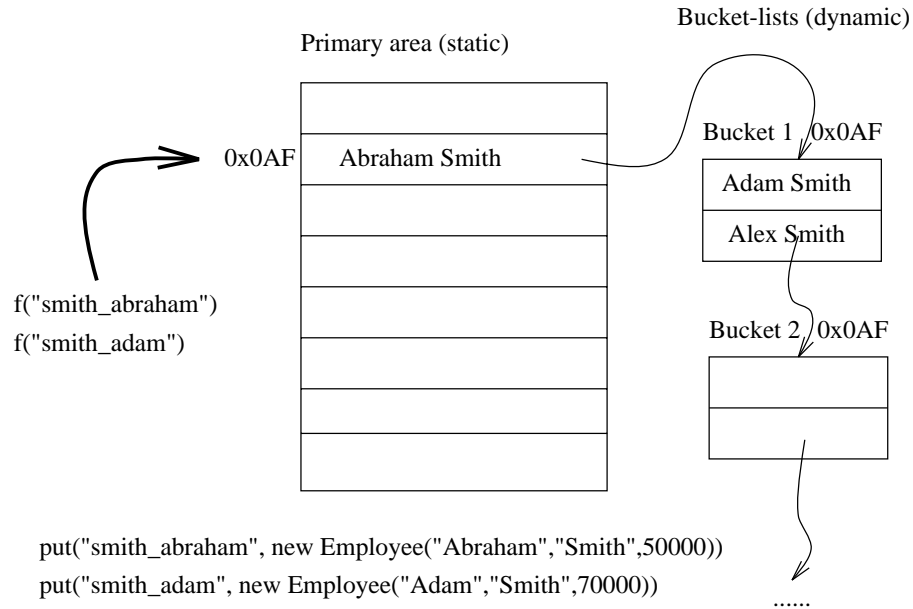 Bucket-lists (dynamic)
Primary area (static)
Bucket 1 0x0AF
0x0AF
Abraham Smith
Adam Smith
Alex Smith
f("smith_abraham")
f("smith_adam")
Bucket 2 0x0AF
put("smith_abraham", new Employee("Abraham","Smith",50000))
put("smith_adam", new Employee("Adam","Smith",70000))
......